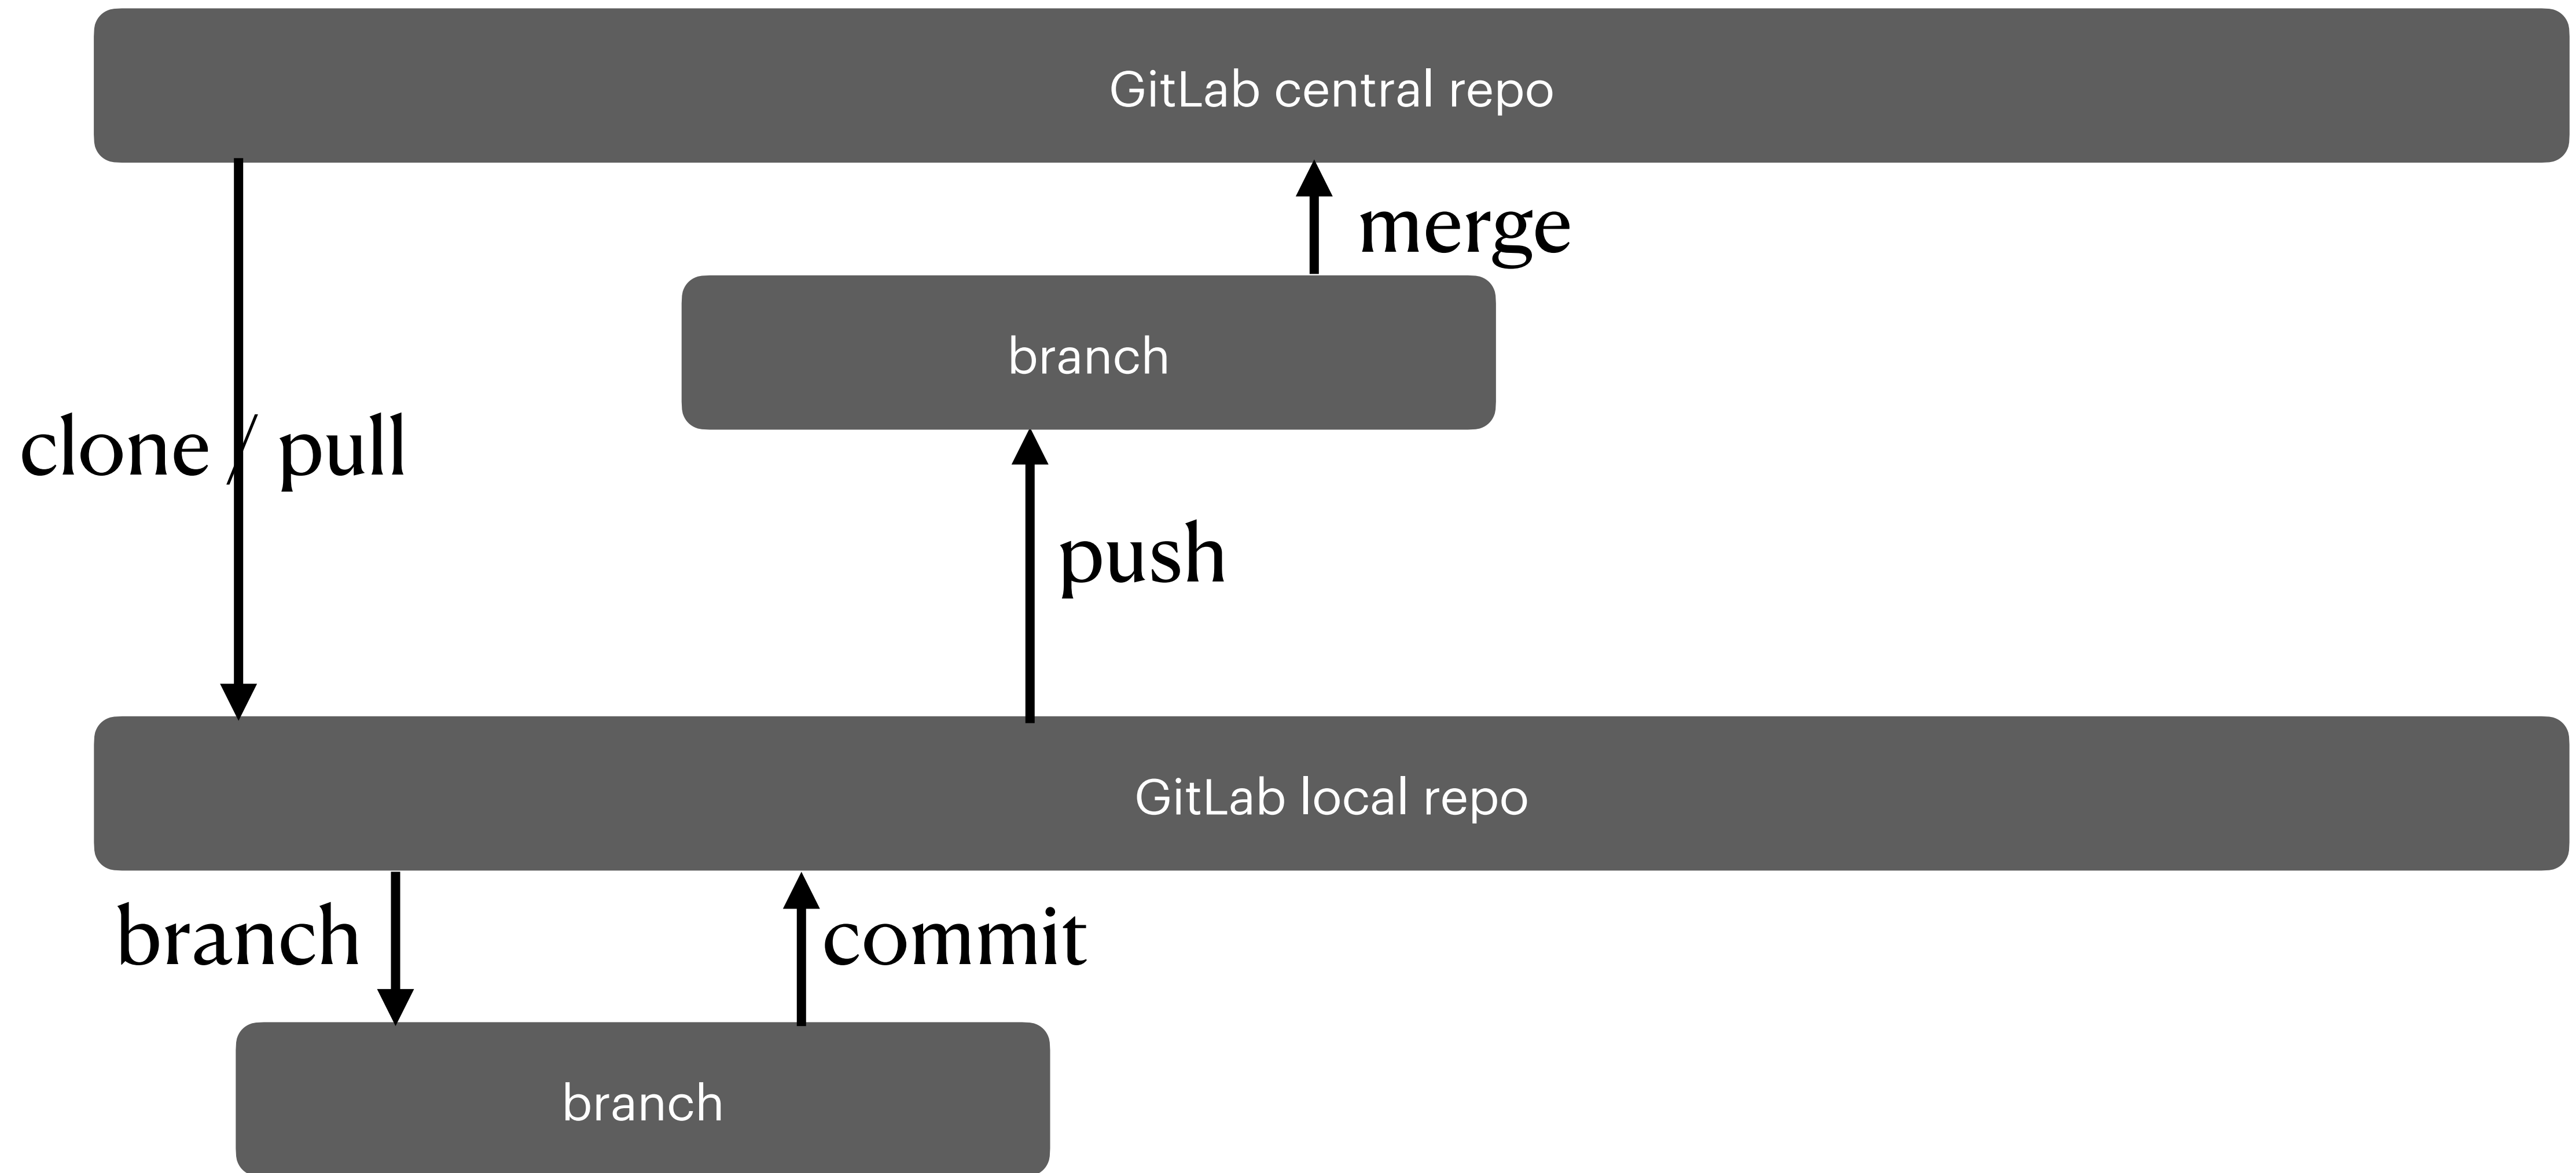 GitLab central repo
merge
branch
clone / pull
push
GitLab local repo
branch
commit
branch